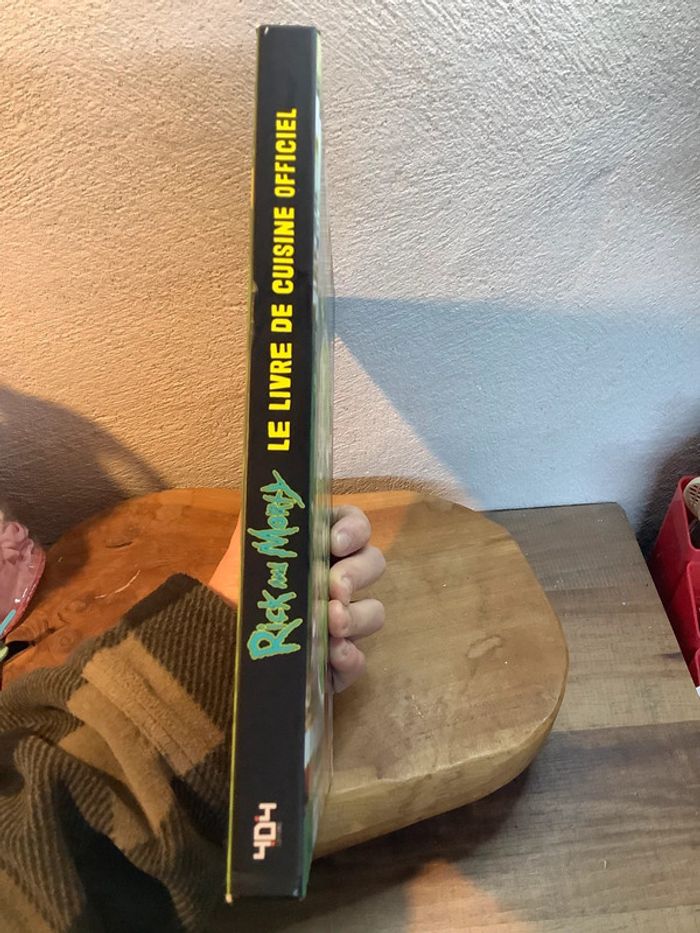 Rick and Morty LE LIVRE DE CUISINE OFFICIEL
404